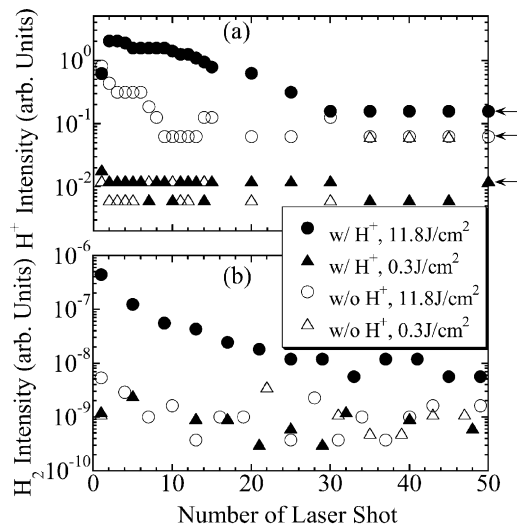 (a)
H⁺ Intensity (arb. Units)
10⁰
10⁻¹
10⁻²
w/ H⁺, 11.8J/cm²
w/ H⁺, 0.3J/cm²
w/o H⁺, 11.8J/cm²
w/o H⁺, 0.3J/cm²
(b)
H₂ Intensity (arb. Units)
10⁻⁶
10⁻⁷
10⁻⁸
10⁻⁹
10⁻¹⁰
0 10 20 30 40 50
Number of Laser Shot